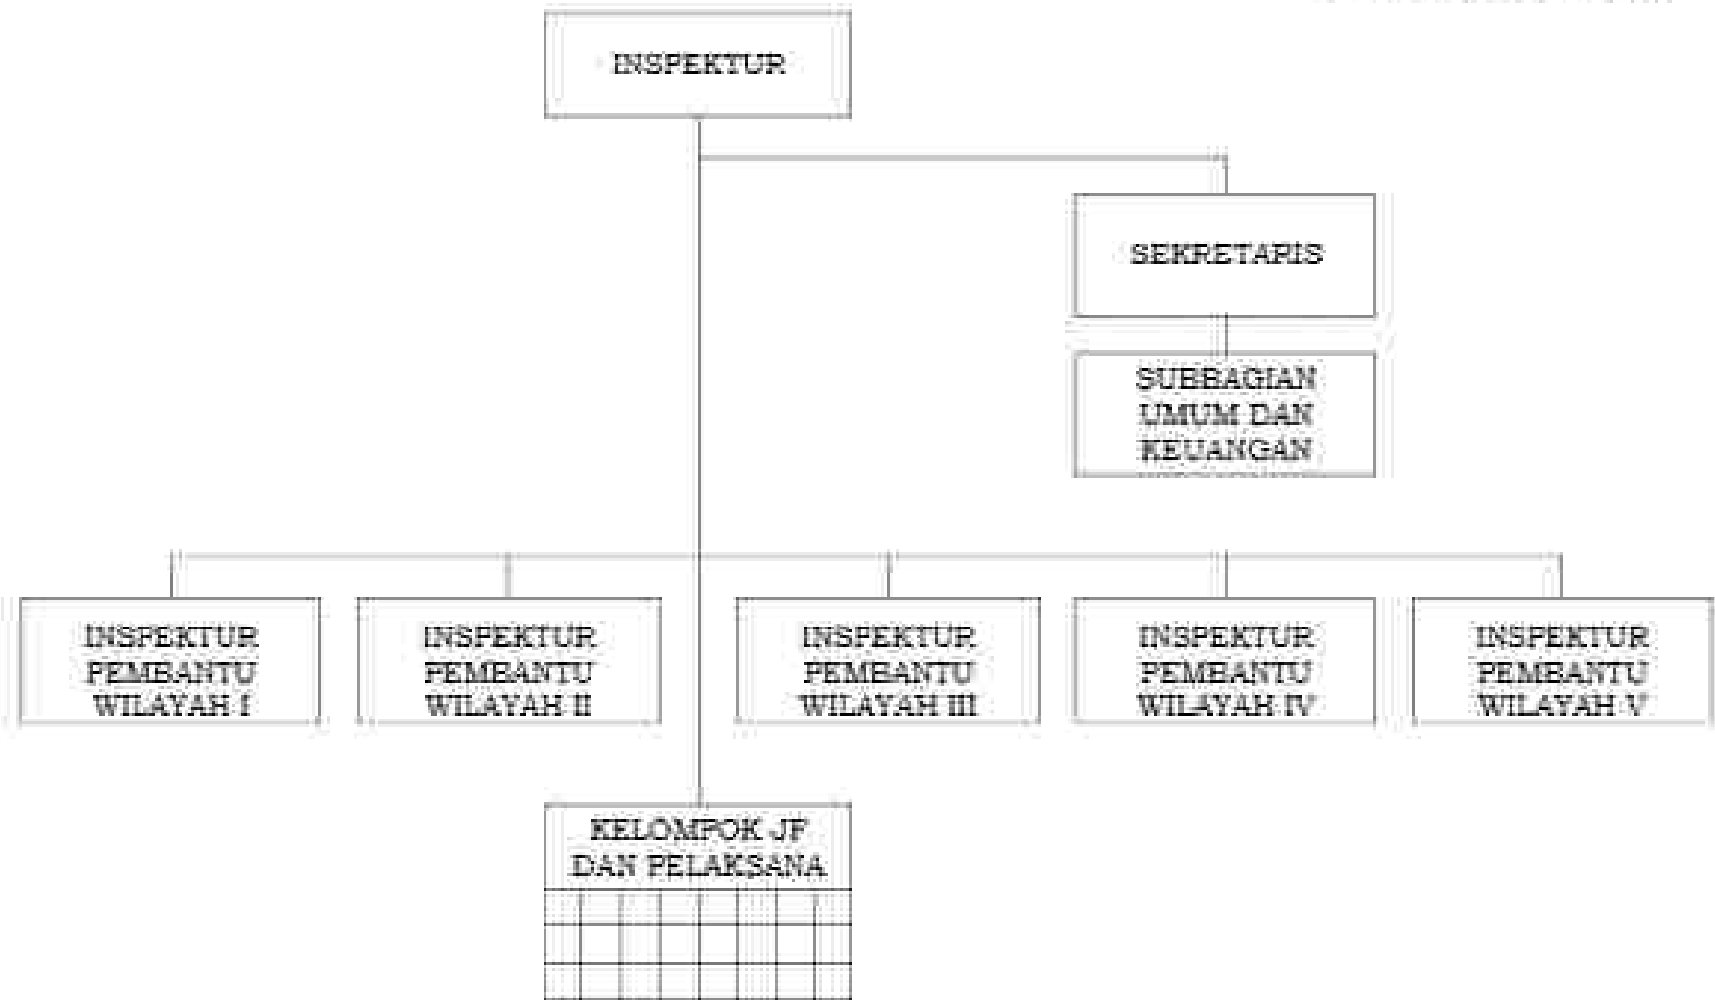 INSPEKTUR
SEKRETARIS
SUBBAGIAN
UMUM DAN
KEUANGAN
INSPEKTUR
PEMBANTU
WILAYAH I
INSPEKTUR
PEMBANTU
WILAYAH II
INSPEKTUR
PEMBANTU
WILAYAH III
INSPEKTUR
PEMBANTU
WILAYAH IV
INSPEKTUR
PEMBANTU
WILAYAH V
KELOMPOK JF
DAN PELAKSANA